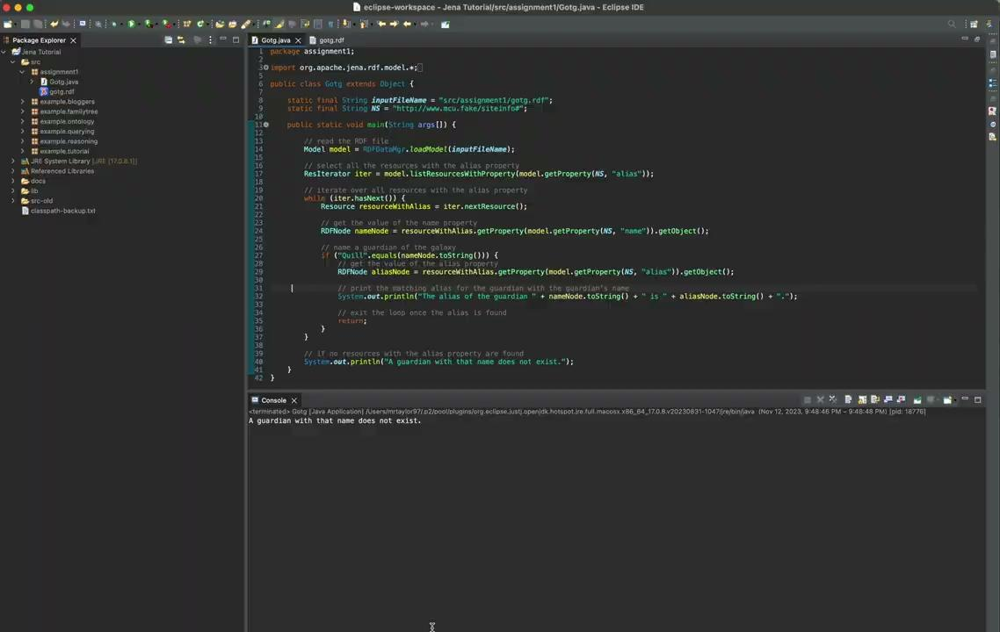 eclipse-workspace - Jena Tutorial/src/assignment1/Gotg.java - Eclipse IDE
Package Explorer
Jena Tutorial
src
assignment1
Gotg.java
gotg.rdf
example.bloggers
example.familytree
example.ontology
example.querying
example.reasoning
example.tutorial
JRE System Library [JRE [17.0.8.1]]
Referenced Libraries
docs
lib
src-old
classpath-backup.txt
Gotg.java
gotg.rdf
1 package assignment1;
2
3 import org.apache.jena.rdf.model.*;
5
6 public class Gotg extends Object {
7
8 static final String inputFileName = "src/assignment1/gotg.rdf";
9 static final String NS = "http://www.mcu.fake/siteinfo#";
10
11 public static void main(String args[]) {
12
13 // read the RDF file
14 Model model = RDFDataMgr.loadModel(inputFileName);
15
16 // select all the resources with the alias property
17 ResIterator iter = model.listResourcesWithProperty(model.getProperty(NS, "alias"));
18
19 // iterate over all resources with the alias property
20 while (iter.hasNext()) {
21 Resource resourceWithAlias = iter.nextResource();
22
23 // get the value of the name property
24 RDFNode nameNode = resourceWithAlias.getProperty(model.getProperty(NS, "name")).getObject();
25
26 // name a guardian of the galaxy
27 if ("Quill".equals(nameNode.toString())) {
28 // get the value of the alias property
29 RDFNode aliasNode = resourceWithAlias.getProperty(model.getProperty(NS, "alias")).getObject();
30
31 // print the matching alias for the guardian with the guardian's name
32 System.out.println("The alias of the guardian " + nameNode.toString() + " is " + aliasNode.toString() + ".");
33
34 // exit the loop once the alias is found
35 return;
36 }
37 }
38
39 // if no resources with the alias property are found
40 System.out.println("A guardian with that name does not exist.");
41 }
42 }
Console
<terminated> Gotg [Java Application] /Users/mrtaylor97/.p2/pool/plugins/org.eclipse.justj.openjdk.hotspot.jre.full.macosx.x86_64_17.0.8.v20230831-1047/jre/bin/java (Nov 12, 2023, 9:48:46 PM – 9:48:48 PM) [pid: 18776]
A guardian with that name does not exist.